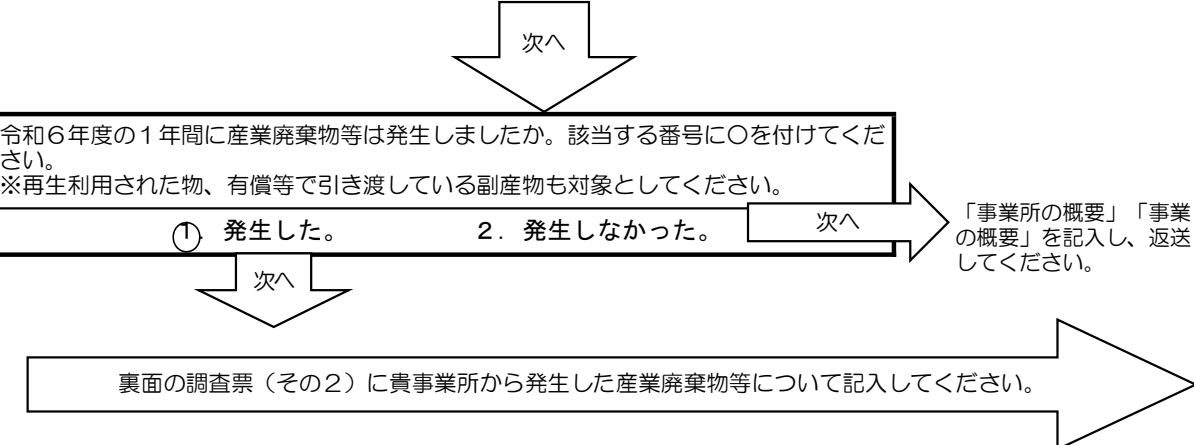 次へ
令和６年度の１年間に産業廃棄物等は発生しましたか。該当する番号に○を付けてくだ
さい。
※再生利用された物、有償等で引き渡している副産物も対象としてください。
１．発生した。　２．発生しなかった。
次へ
「事業所の概要」「事業
の概要」を記入し、返送
してください。
次へ
裏面の調査票（その２）に貴事業所から発生した産業廃棄物等について記入してください。